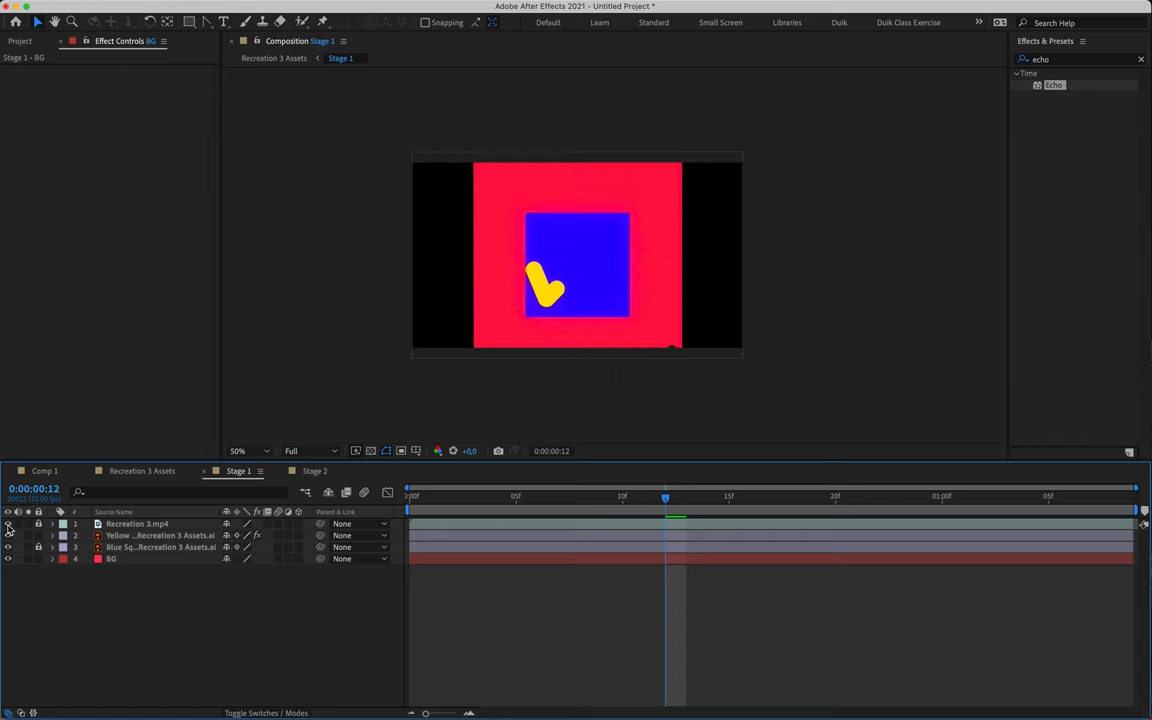 Adobe After Effects 2021 - Untitled Project *
Snapping
Default
Learn
Standard
Small Screen
Libraries
Duik
Duik Class Exercise
Search Help
Project
Effect Controls BG
Composition Stage 1
Effects & Presets
Stage 1 • BG
Recreation 3 Assets
Stage 1
echo
Time
Echo
50%
Full
+0,0
0:00:00:12
Comp 1
Recreation 3 Assets
Stage 1
Stage 2
0:00:00:12
00012 (25.00 fps)
:00f
05f
10f
15f
20f
01:00f
05f
#
Source Name
Parent & Link
1
Recreation 3.mp4
None
2
Yellow ...Recreation 3 Assets.ai
fx
None
3
Blue Sq...Recreation 3 Assets.ai
None
4
BG
None
Toggle Switches / Modes